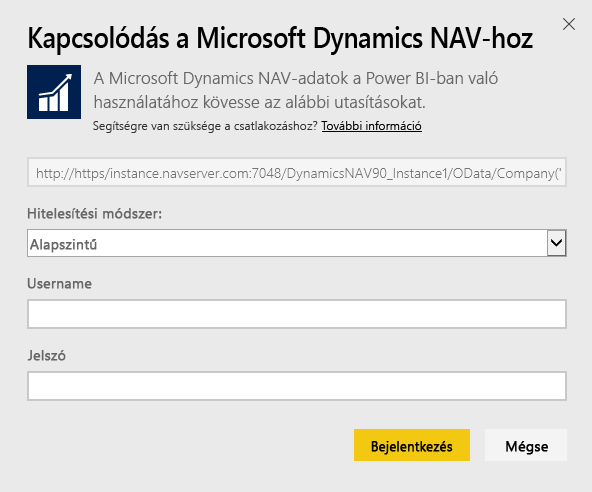 Kapcsolódás a Microsoft Dynamics NAV-hoz
A Microsoft Dynamics NAV-adatok a Power BI-ban való
használatához kövesse az alábbi utasításokat.
Segítségre van szüksége a csatlakozáshoz? További információ
http://https/instance.navserver.com:7048/DynamicsNAV90_Instance1/OData/Company('
Hitelesítési módszer:
Alapszintű
Username
Jelszó
Bejelentkezés Mégse